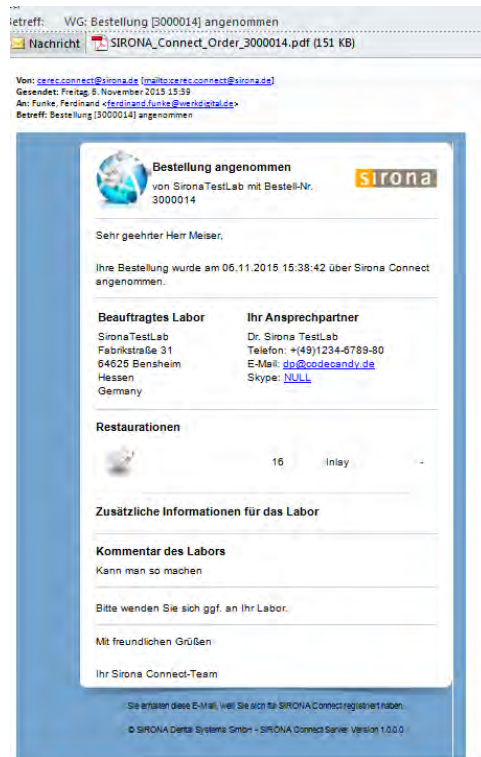 Betreff: WG: Bestellung [3000014] angenommen
Nachricht SIRONA_Connect_Order_3000014.pdf (151 KB)
Von: cerec.connect@sirona.de [mailto:cerec.connect@sirona.de]
Gesendet: Freitag, 6. November 2015 15:39
An: Funke, Ferdinand <ferdinand.funke@werkdigital.de>
Betreff: Bestellung [3000014] angenommen
Bestellung angenommen
von SironaTestLab mit Bestell-Nr.
3000014
sirona
Sehr geehrter Herr Meiser,
Ihre Bestellung wurde am 06.11.2015 15:38:42 über Sirona Connect
angenommen.
Beauftragtes Labor
SironaTestLab
Fabrikstraße 31
64625 Bensheim
Hessen
Germany
Ihr Ansprechpartner
Dr. Sirona TestLab
Telefon: +(49)1234-6789-80
E-Mail: dp@codecandy.de
Skype: NULL
Restaurationen
16 Inlay -
Zusätzliche Informationen für das Labor
Kommentar des Labors
Kann man so machen
Bitte wenden Sie sich ggf. an Ihr Labor.
Mit freundlichen Grüßen
Ihr Sirona Connect-Team
Sie erhalten diese E-Mail, weil Sie sich für SIRONA Connect registriert haben.
© SIRONA Dental Systems GmbH - SIRONA Connect Server Version 1.0.0.0